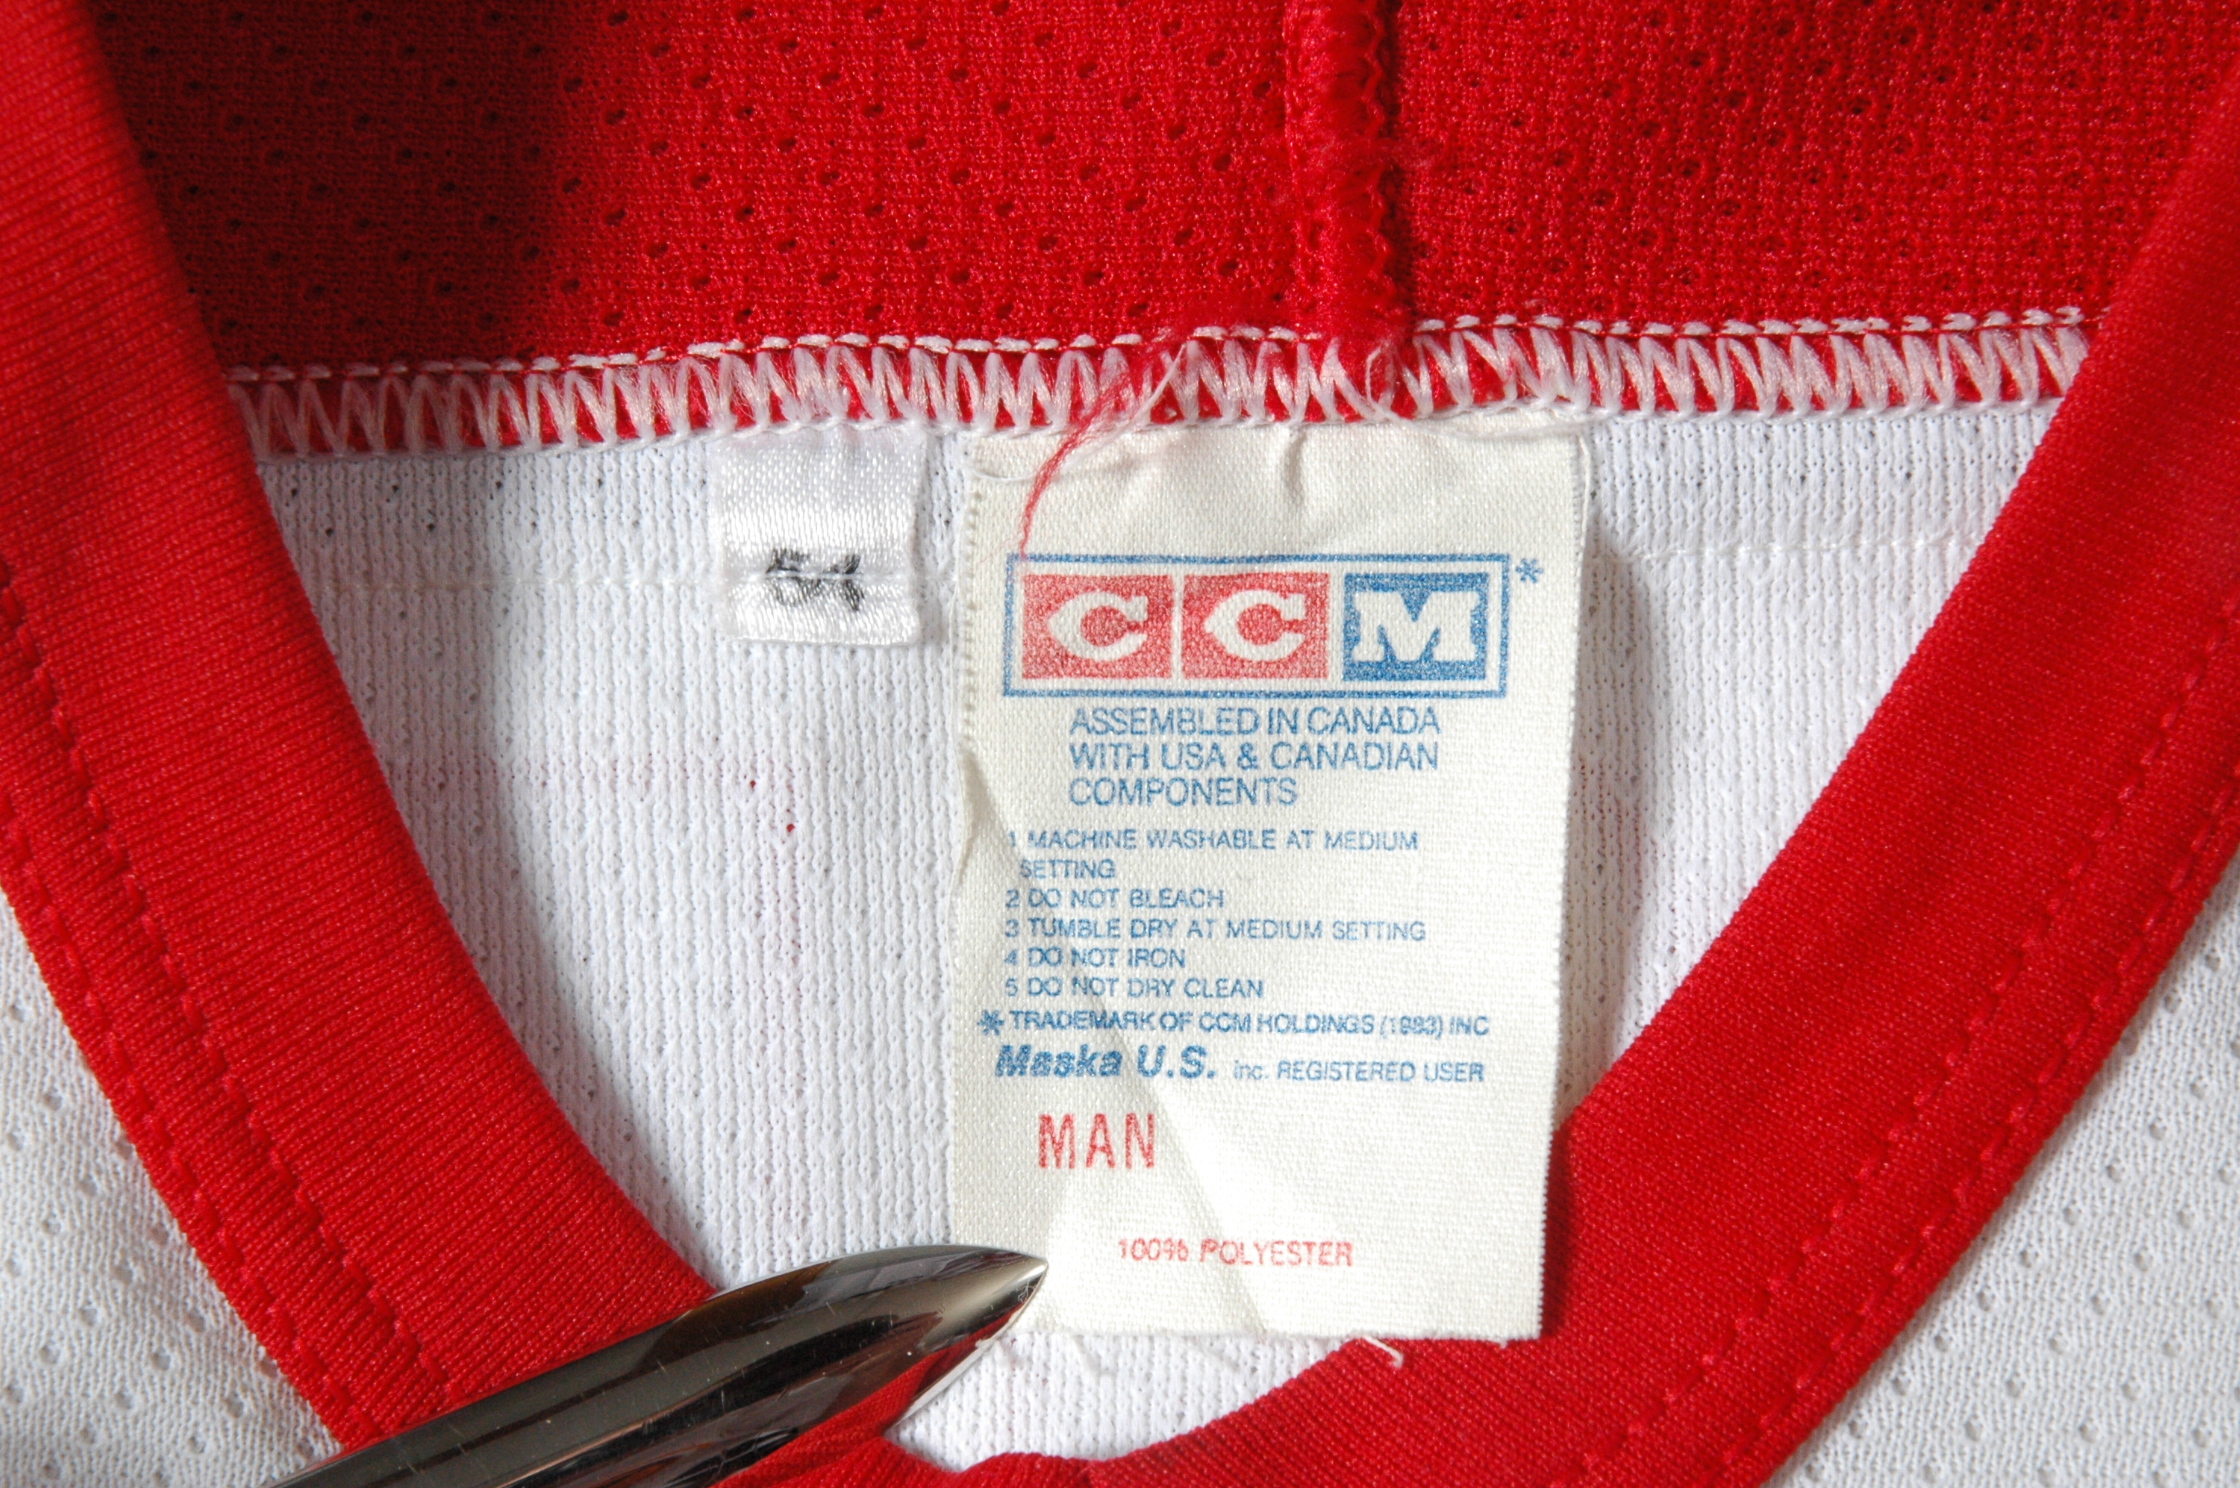 54
CCM*
ASSEMBLED IN CANADA
WITH USA & CANADIAN
COMPONENTS
1 MACHINE WASHABLE AT MEDIUM
SETTING
2 DO NOT BLEACH
3 TUMBLE DRY AT MEDIUM SETTING
4 DO NOT IRON
5 DO NOT DRY CLEAN
* TRADEMARK OF CCM HOLDINGS (1983) INC
Maska U.S. inc. REGISTERED USER
MAN
100% POLYESTER